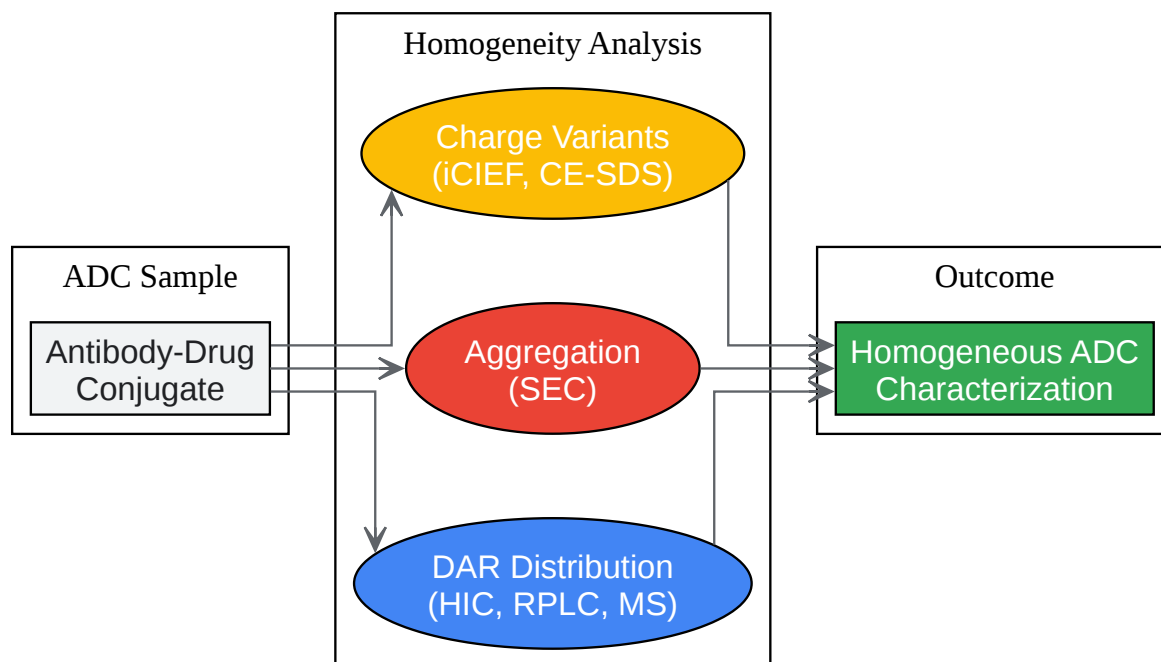 Homogeneity Analysis
Charge Variants
(iCIEF, CE-SDS)
ADC Sample
Antibody-Drug
Conjugate
Aggregation
(SEC)
Outcome
Homogeneous ADC
Characterization
DAR Distribution
(HIC, RPLC, MS)